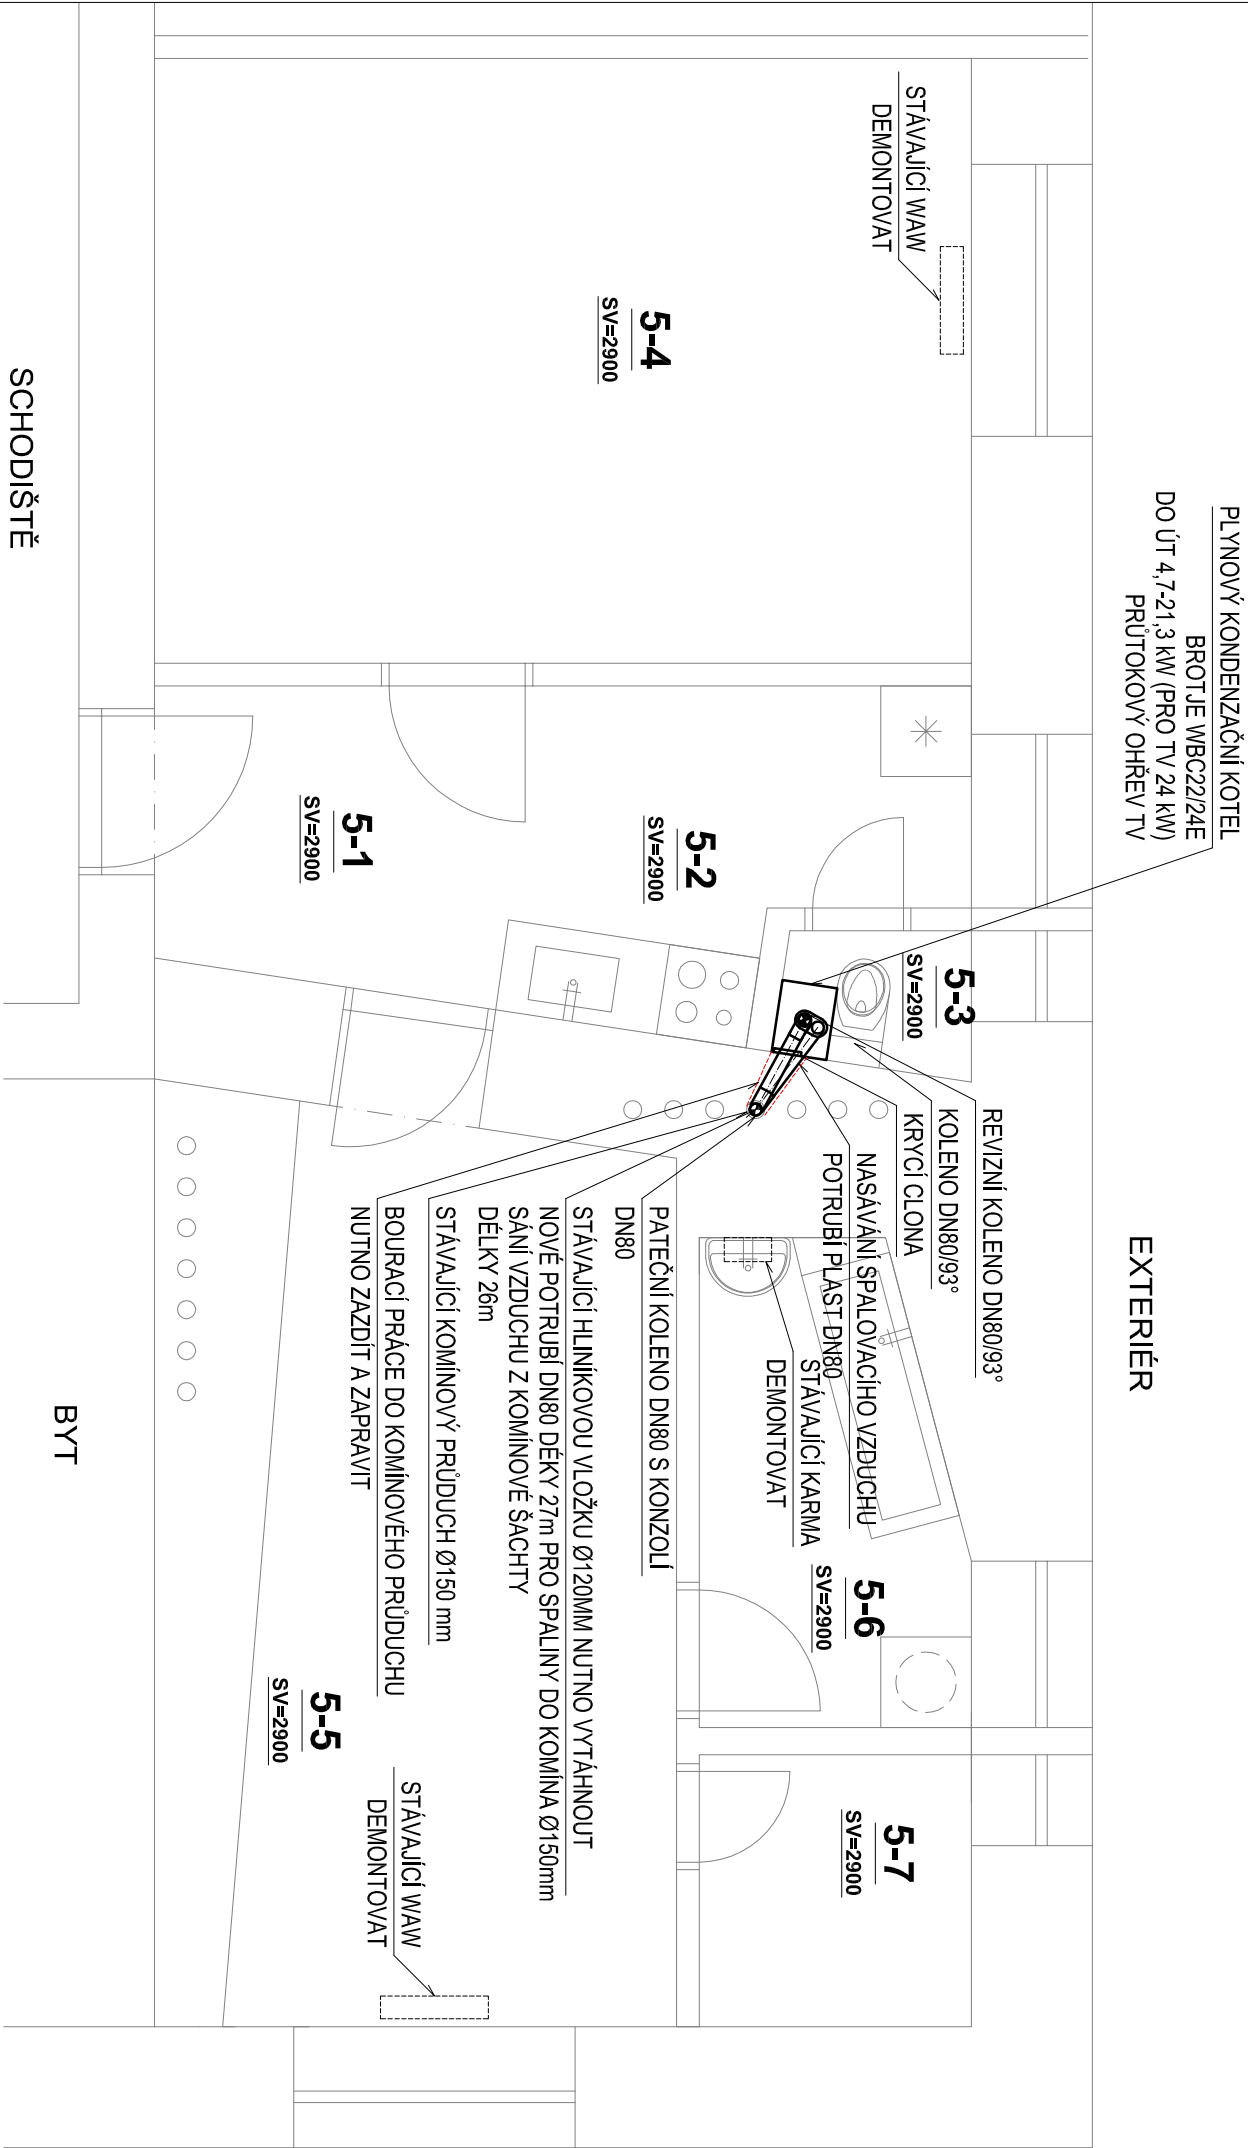 PLYNOVÝ KONDENZAČNÍ KOTEL
BROTJE WBC22/24E
DO ÚT 4,7-21,3 kW (PRO TV 24 kW)
PRŮTOKOVÝ OHŘEV TV
EXTERIÉR
STÁVAJÍCÍ WAW
DEMONTOVAT
5-4
SV=2900
5-2
SV=2900
5-1
SV=2900
5-3
SV=2900
REVIZNÍ KOLENO DN80/93°
KOLENO DN80/93°
KRYCÍ CLONA
NASÁVÁNÍ SPALOVACÍHO VZDUCHU
POTRUBÍ PLAST DN80
STÁVAJÍCÍ KARMA
DEMONTOVAT
5-6
SV=2900
5-7
SV=2900
PATEČNÍ KOLENO DN80 S KONZOLÍ
DN80
STÁVAJÍCÍ HLINÍKOVOU VLOŽKU Ø120MM NUTNO VYTÁHNOUT
NOVÉ POTRUBÍ DN80 DÉKY 27m PRO SPALINY DO KOMÍNA Ø150mm
SÁNÍ VZDUCHU Z KOMÍNOVÉ ŠACHTY
DÉLKY 26m
STÁVAJÍCÍ KOMÍNOVÝ PRŮDUCH Ø150 mm
BOURACÍ PRÁCE DO KOMÍNOVÉHO PRŮDUCHU
NUTNO ZAZDÍT A ZAPRAVIT
5-5
SV=2900
STÁVAJÍCÍ WAW
DEMONTOVAT
SCHODIŠTĚ
BYT